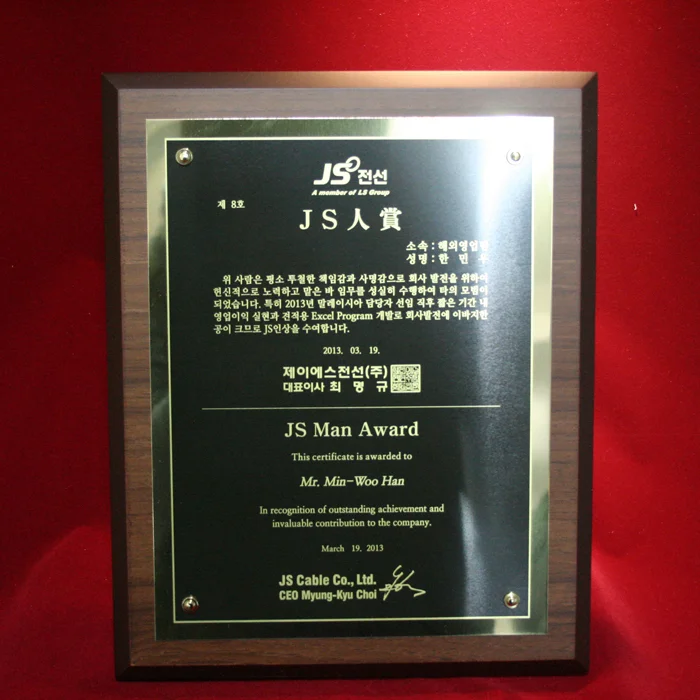 JS전선
A member of LS Group
제 8호
JS人賞
소속 : 해외영업팀
성명 : 한 민 우
위 사람은 평소 투철한 책임감과 사명감으로 회사 발전을 위하여
헌신적으로 노력하고 맡은 바 임무를 성실히 수행하여 타의 모범이
되었습니다. 특히 2013년 말레이시아 담당자 선임 직후 짧은 기간 내
영업이익 실현과 견적용 Excel Program 개발로 회사발전에 이바지한
공이 크므로 JS인상을 수여합니다.
2013. 03. 19.
제이에스전선(주)
대표이사 최 명 규
JS Man Award
This certificate is awarded to
Mr. Min-Woo Han
In recognition of outstanding achievement and
invaluable contribution to the company.
March 19. 2013
JS Cable Co., Ltd.
CEO Myung-Kyu Choi